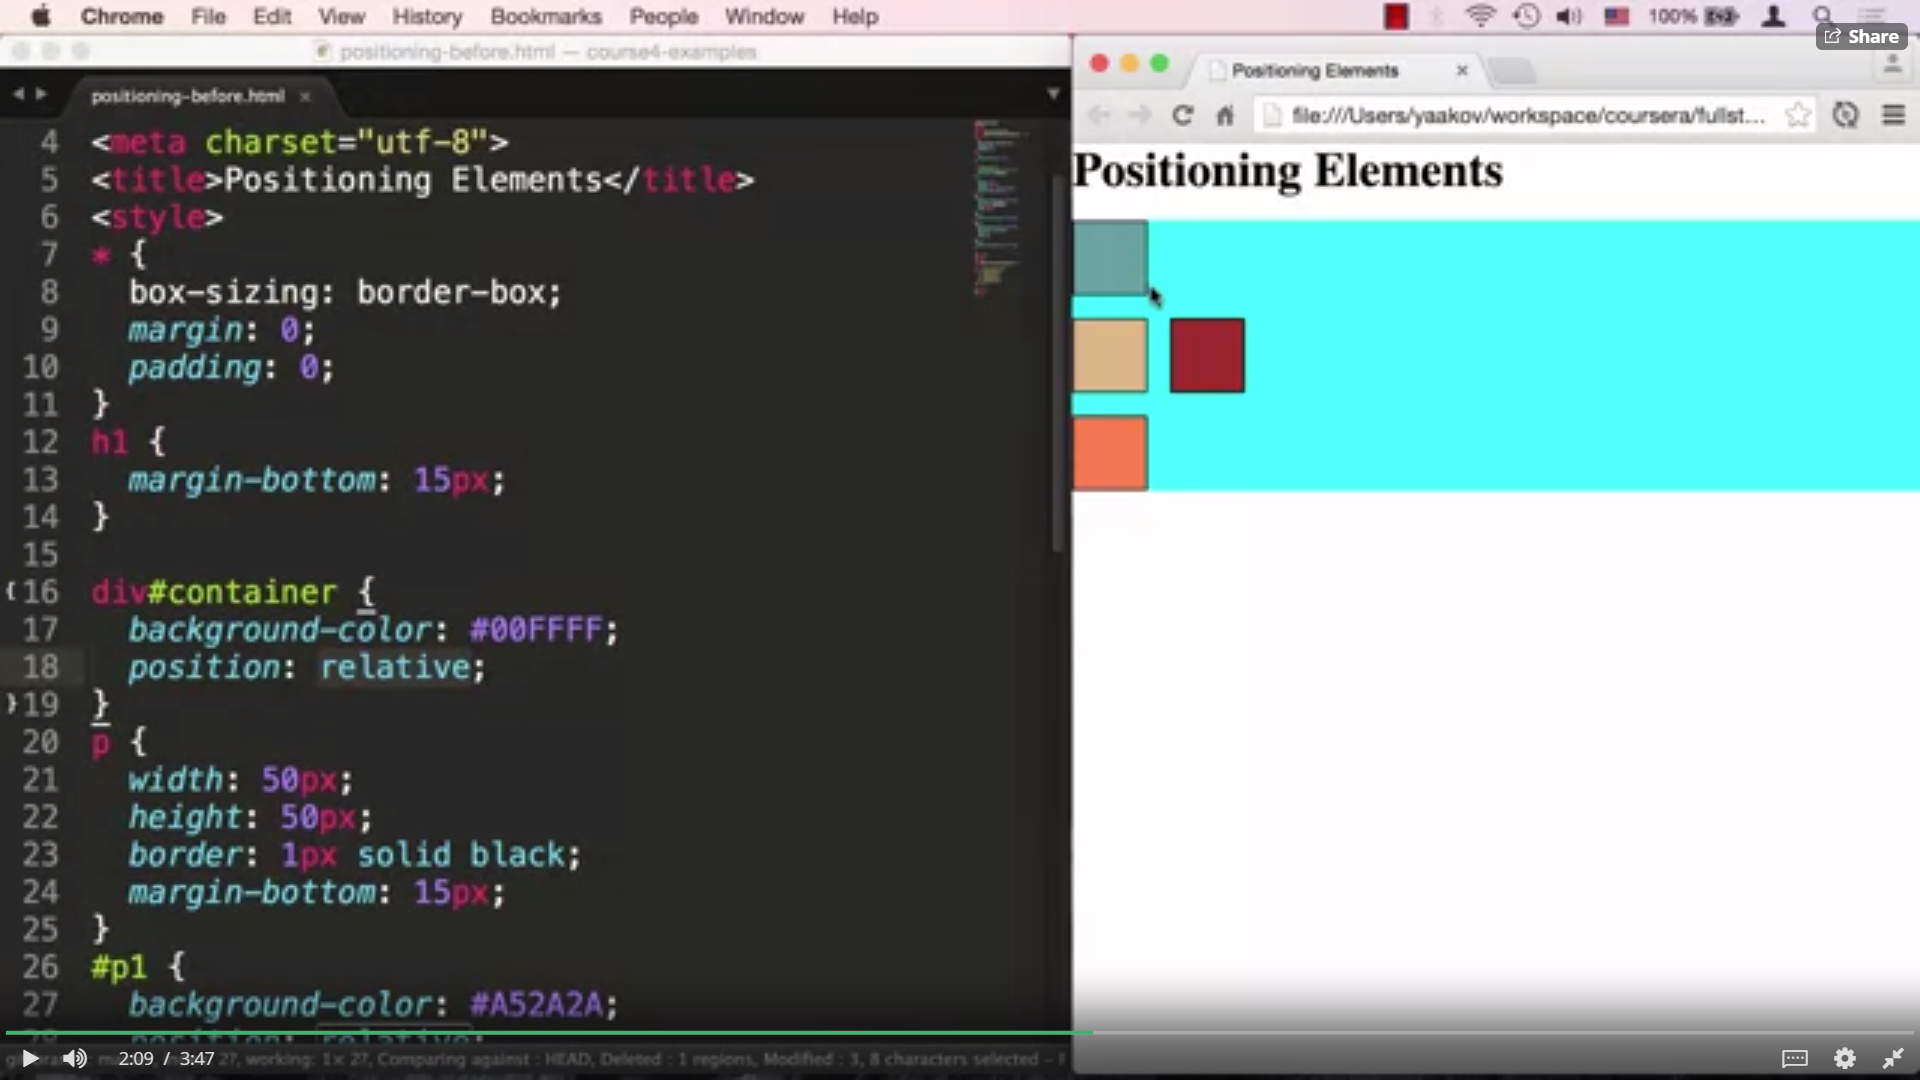 Chrome File Edit View History Bookmarks People Window Help 100%
Share
positioning-before.html — course4-examples
positioning-before.html ×
4 <meta charset="utf-8">
5 <title>Positioning Elements</title>
6 <style>
7 * {
8 box-sizing: border-box;
9 margin: 0;
10 padding: 0;
11 }
12 h1 {
13 margin-bottom: 15px;
14 }
15
16 div#container {
17 background-color: #00FFFF;
18 position: relative;
19 }
20 p {
21 width: 50px;
22 height: 50px;
23 border: 1px solid black;
24 margin-bottom: 15px;
25 }
26 #p1 {
27 background-color: #A52A2A;
28 position: relative;
working: 1× 2?, Comparing against : HEAD, Deleted : 1 regions, Modified : 3, 8 characters selected –
2:09 / 3:47
Positioning Elements ×
file:///Users/yaakov/workspace/coursera/fullst...
Positioning Elements